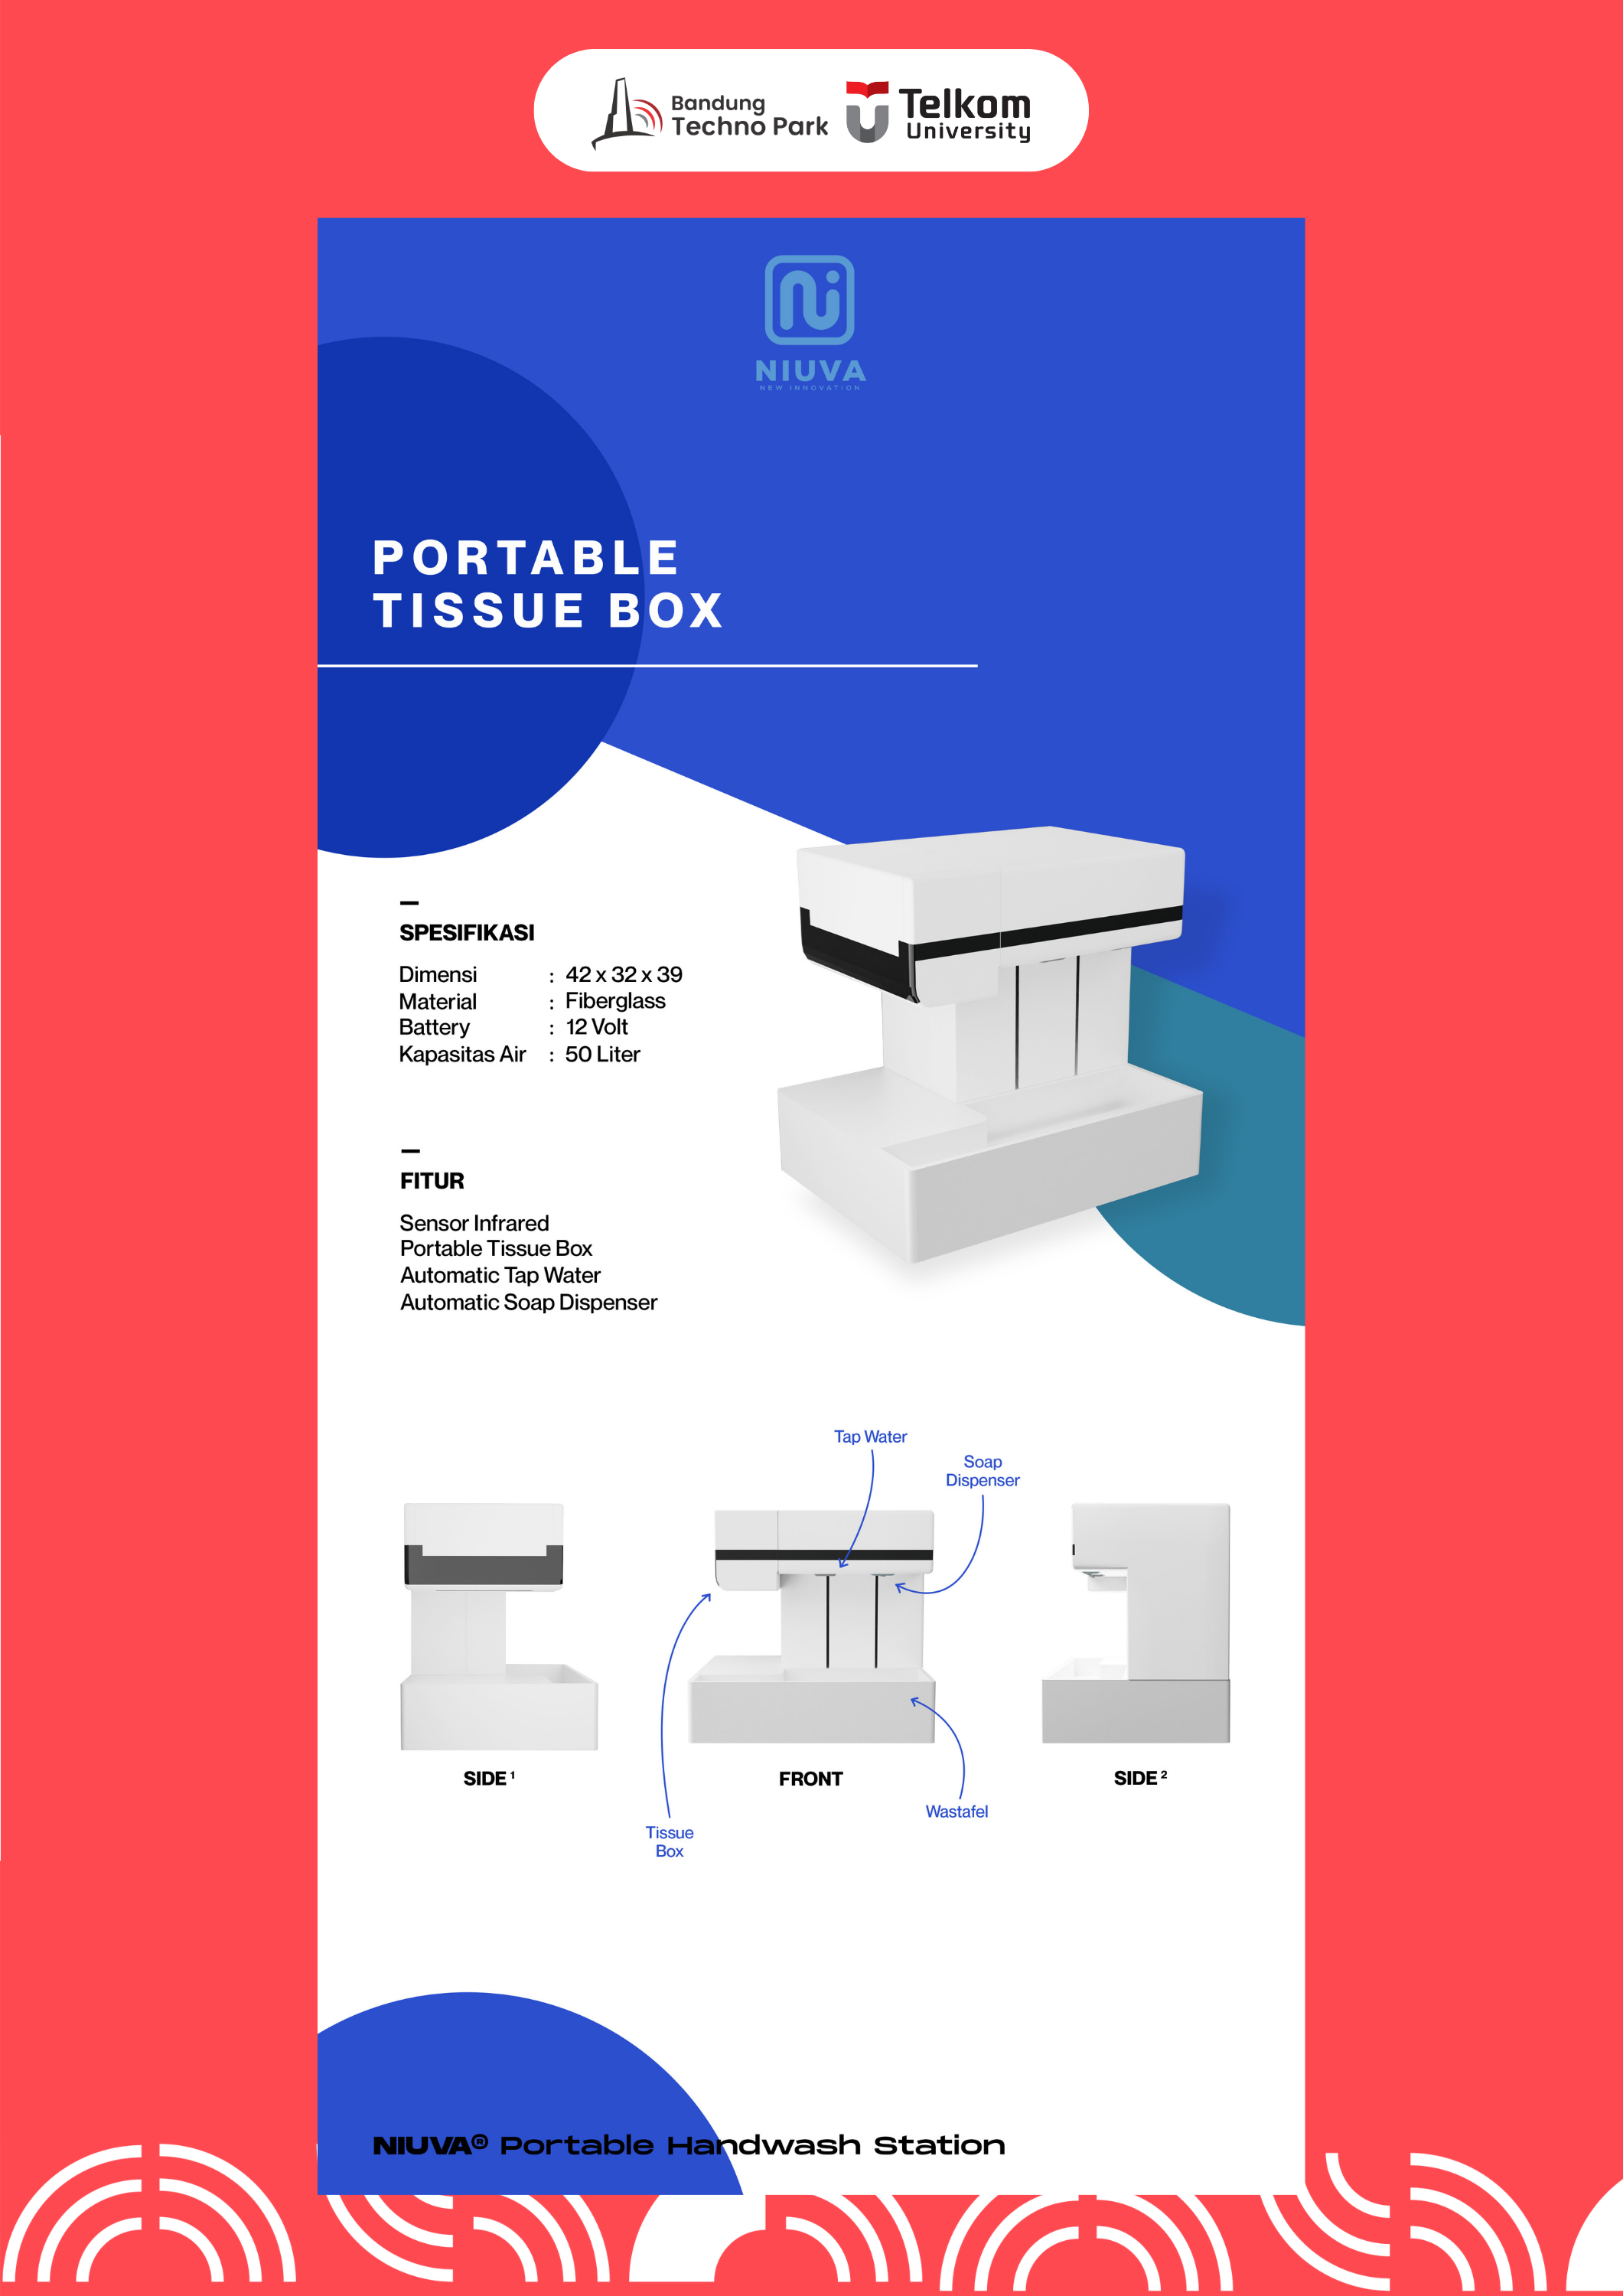 Bandung
Techno Park
Telkom
University
NIUVA
NEW INNOVATION
PORTABLE
TISSUE BOX
SPESIFIKASI
Dimensi : 42 x 32 x 39
Material : Fiberglass
Battery : 12 Volt
Kapasitas Air : 50 Liter
FITUR
Sensor Infrared
Portable Tissue Box
Automatic Tap Water
Automatic Soap Dispenser
Tap Water
Soap
Dispenser
SIDE ¹
FRONT
SIDE ²
Wastafel
Tissue
Box
NIUVA® Portable Handwash Station